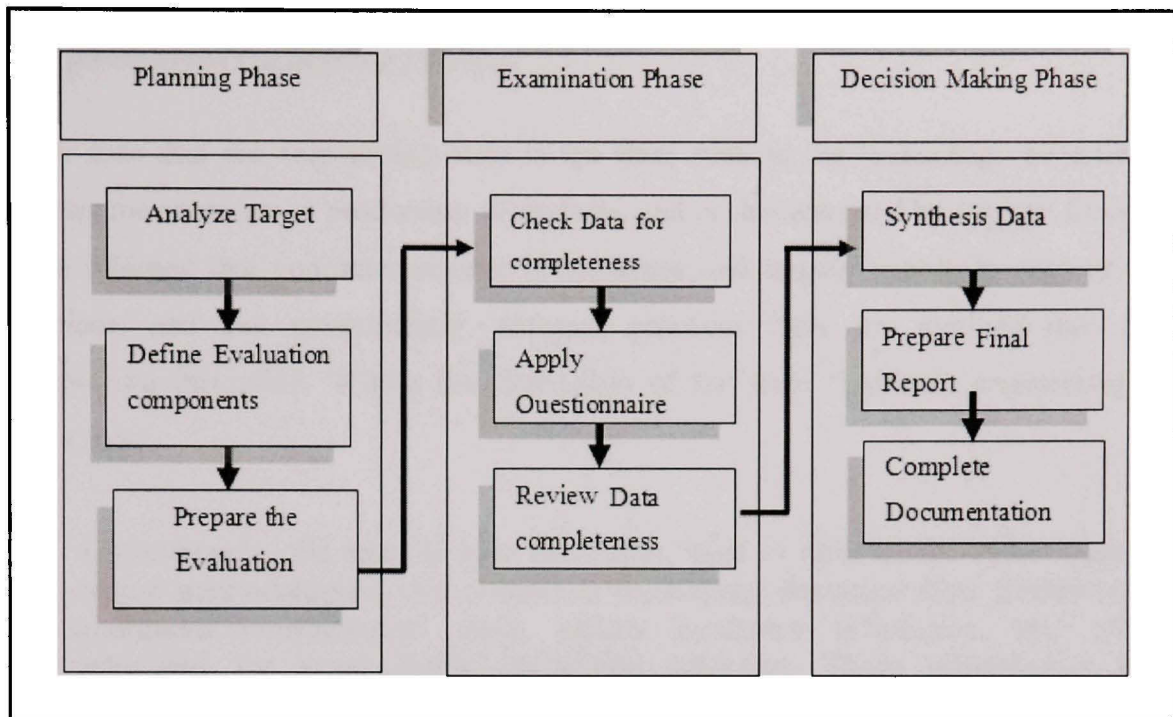 Planning Phase
Examination Phase
Decision Making Phase
Analyze Target
Define Evaluation
components
Prepare the
Evaluation
Check Data for
completeness
Apply
Ouestionnaire
Review Data
completeness
Synthesis Data
Prepare Final
Report
Complete
Documentation